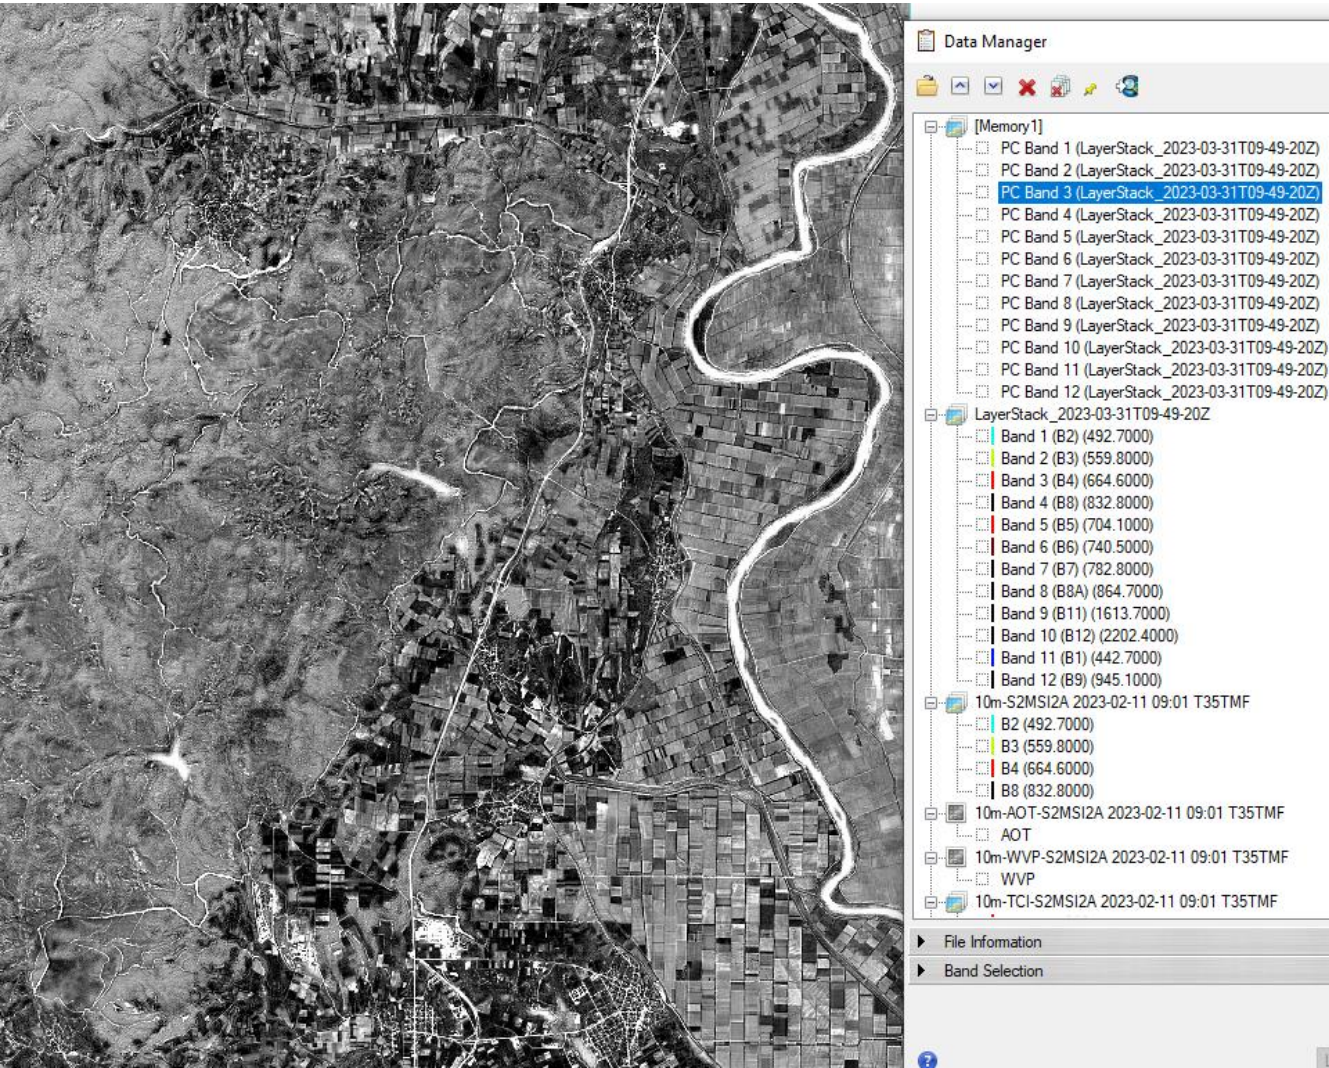 Data Manager
[Memory1]
PC Band 1 (LayerStack_2023-03-31T09-49-20Z)
PC Band 2 (LayerStack_2023-03-31T09-49-20Z)
PC Band 3 (LayerStack_2023-03-31T09-49-20Z)
PC Band 4 (LayerStack_2023-03-31T09-49-20Z)
PC Band 5 (LayerStack_2023-03-31T09-49-20Z)
PC Band 6 (LayerStack_2023-03-31T09-49-20Z)
PC Band 7 (LayerStack_2023-03-31T09-49-20Z)
PC Band 8 (LayerStack_2023-03-31T09-49-20Z)
PC Band 9 (LayerStack_2023-03-31T09-49-20Z)
PC Band 10 (LayerStack_2023-03-31T09-49-20Z)
PC Band 11 (LayerStack_2023-03-31T09-49-20Z)
PC Band 12 (LayerStack_2023-03-31T09-49-20Z)
LayerStack_2023-03-31T09-49-20Z
Band 1 (B2) (492.7000)
Band 2 (B3) (559.8000)
Band 3 (B4) (664.6000)
Band 4 (B8) (832.8000)
Band 5 (B5) (704.1000)
Band 6 (B6) (740.5000)
Band 7 (B7) (782.8000)
Band 8 (B8A) (864.7000)
Band 9 (B11) (1613.7000)
Band 10 (B12) (2202.4000)
Band 11 (B1) (442.7000)
Band 12 (B9) (945.1000)
10m-S2MSI2A 2023-02-11 09:01 T35TMF
B2 (492.7000)
B3 (559.8000)
B4 (664.6000)
B8 (832.8000)
10m-AOT-S2MSI2A 2023-02-11 09:01 T35TMF
AOT
10m-WVP-S2MSI2A 2023-02-11 09:01 T35TMF
WVP
10m-TCI-S2MSI2A 2023-02-11 09:01 T35TMF
File Information
Band Selection